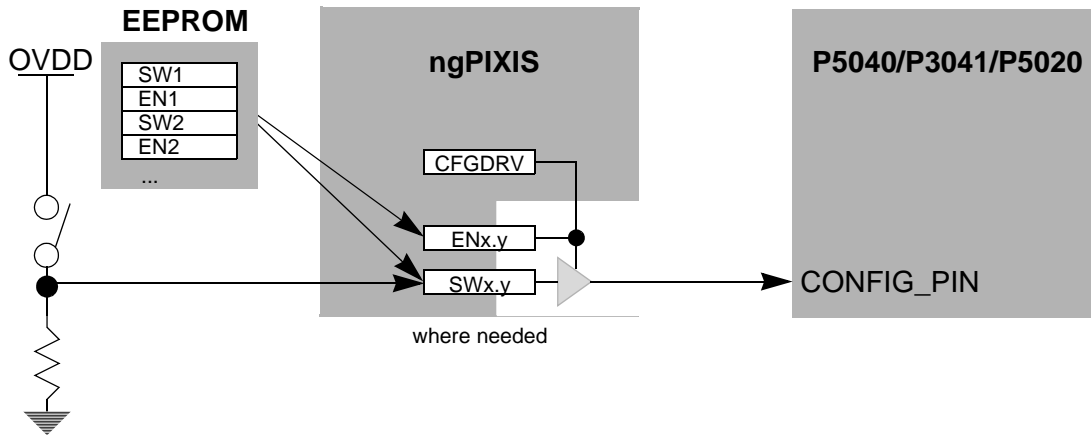 EEPROM
OVDD
SW1
EN1
SW2
EN2
...
ngPIXIS
CFGDRV
ENx.y
SWx.y
where needed
P5040/P3041/P5020
CONFIG_PIN